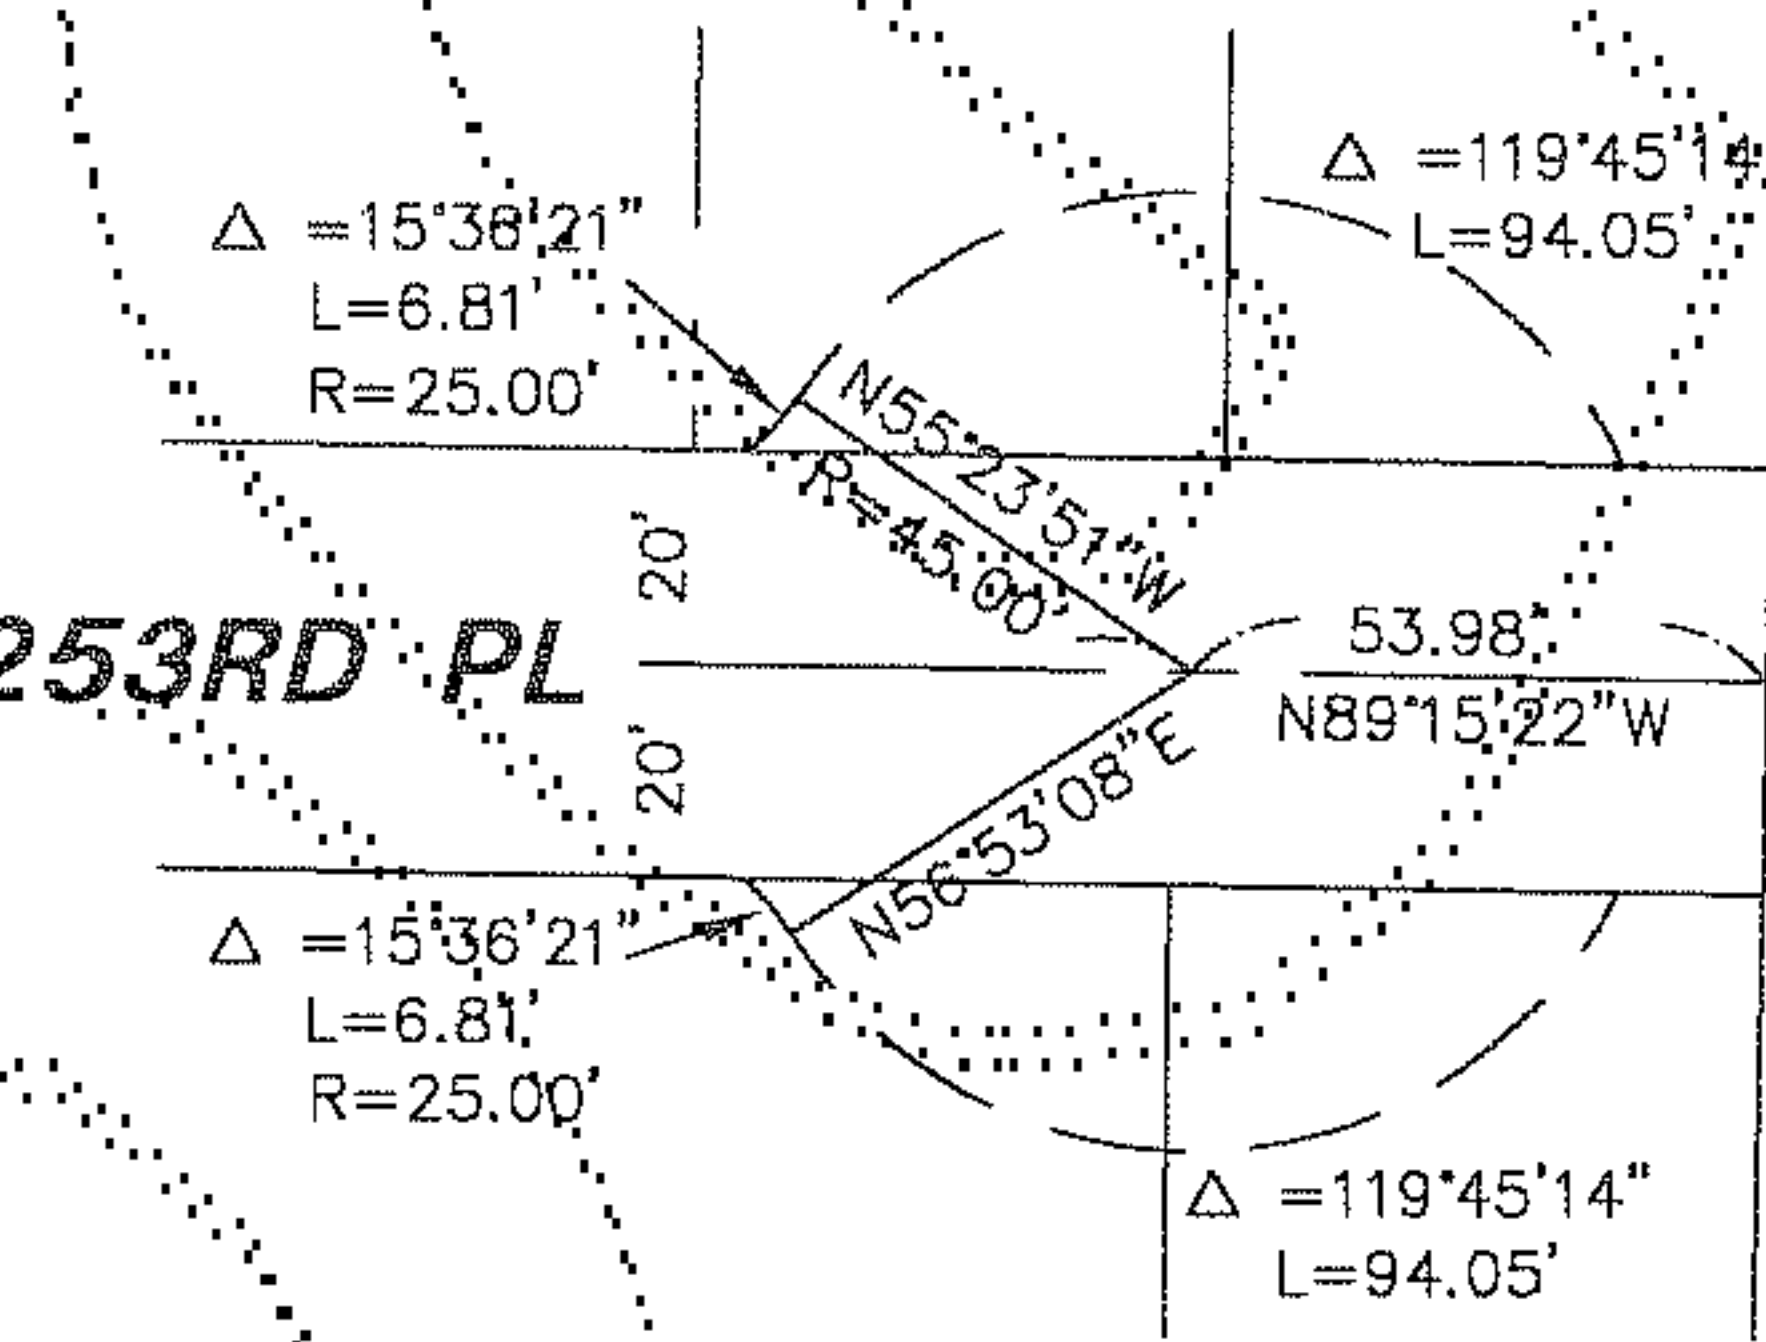 Δ =119°45'14
L=94.05'
Δ =15°36'21"
L=6.81'
R=25.00'
N55°23'51"W
R=45.00'
20'
253RD PL
53.98'
N89°15'22"W
20'
N56°53'08"E
Δ =15°36'21"
L=6.81'
R=25.00'
Δ =119°45'14"
L=94.05'